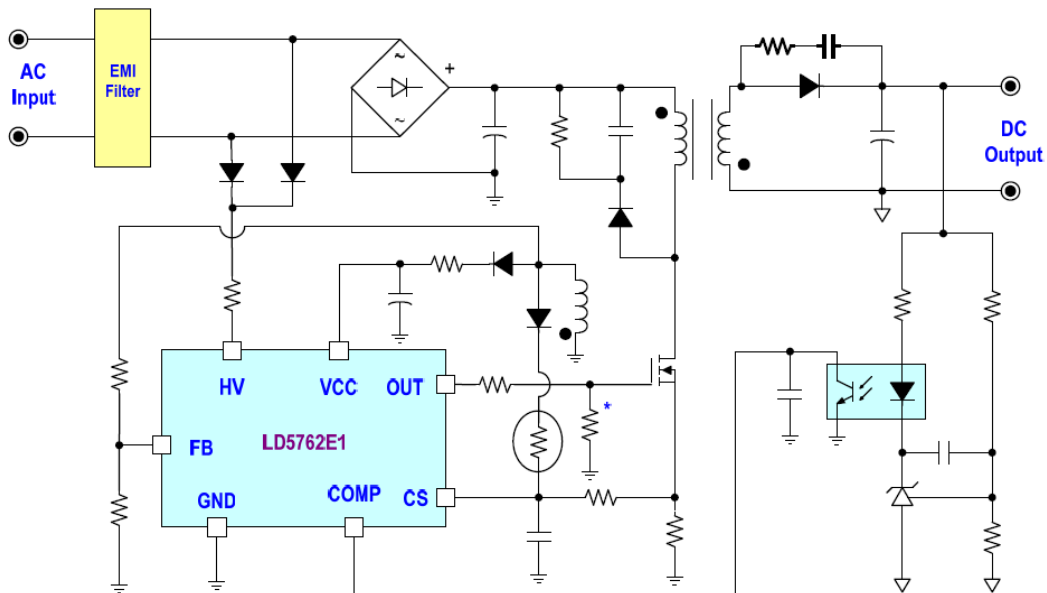 AC
Input
EMI
Filter
~
+
~
DC
Output
HV
VCC
OUT
*
LD5762E1
FB
GND
COMP
CS